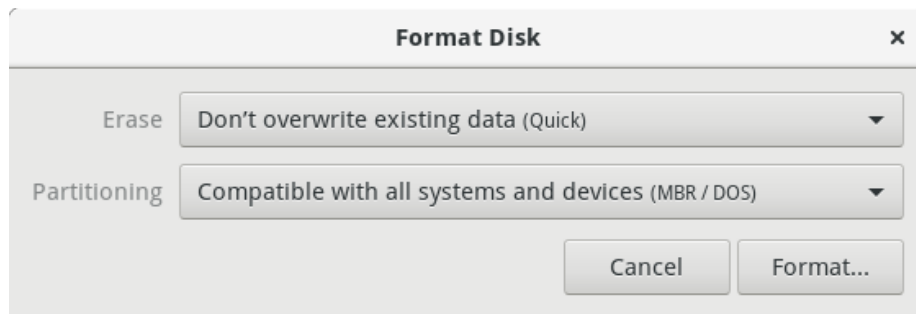 Format Disk
Erase Don’t overwrite existing data (Quick)
Partitioning Compatible with all systems and devices (MBR / DOS)
Cancel Format...